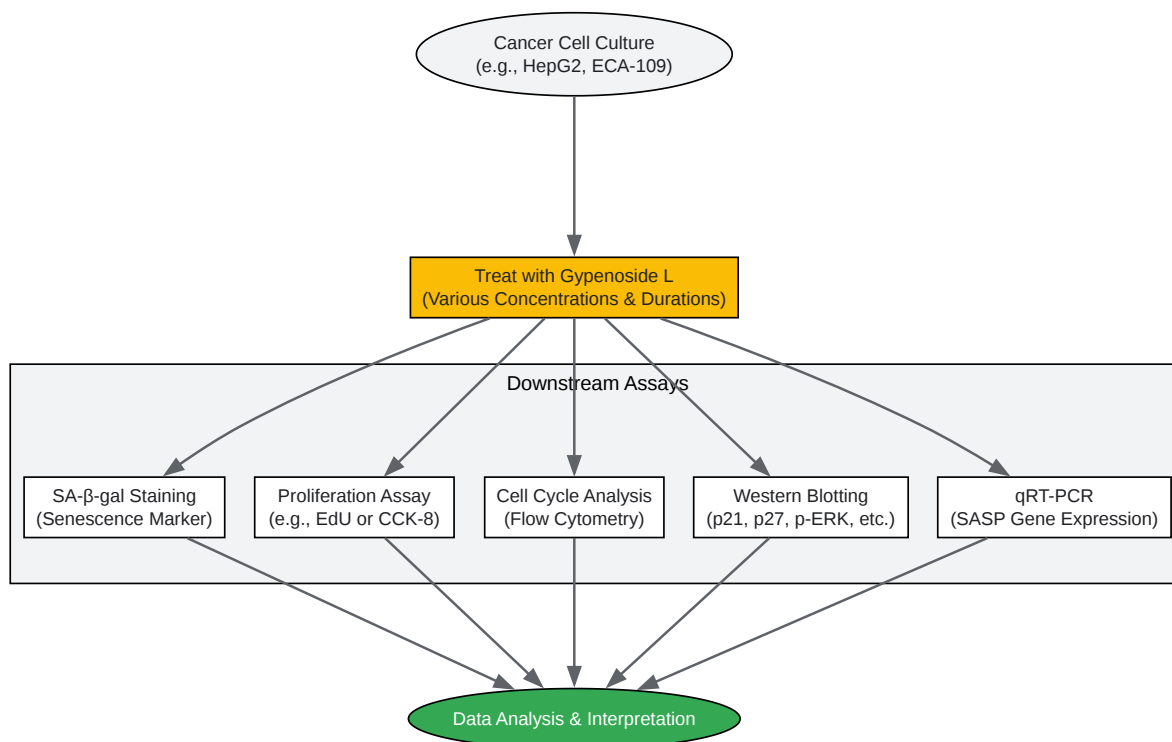 Cancer Cell Culture
(e.g., HepG2, ECA-109)
Treat with Gypenoside L
(Various Concentrations & Durations)
Downstream Assays
SA-β-gal Staining
(Senescence Marker)
Proliferation Assay
(e.g., EdU or CCK-8)
Cell Cycle Analysis
(Flow Cytometry)
Western Blotting
(p21, p27, p-ERK, etc.)
qRT-PCR
(SASP Gene Expression)
Data Analysis & Interpretation